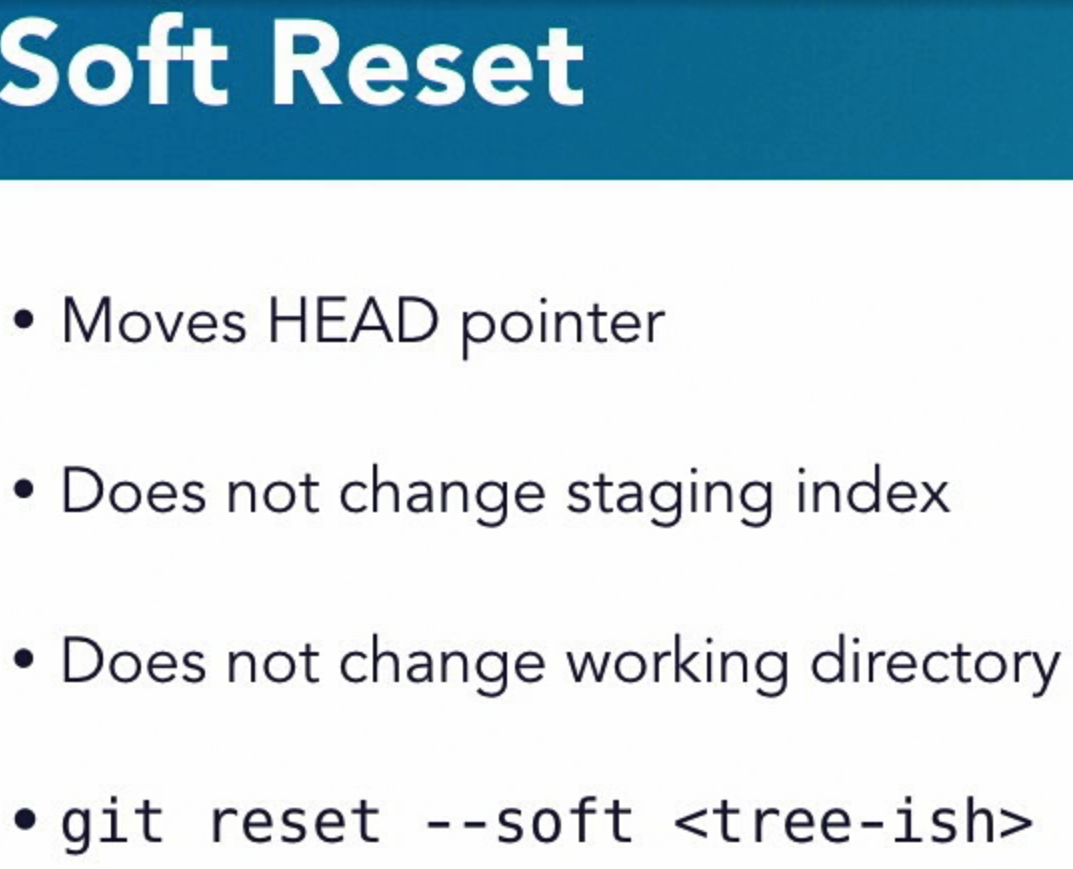 Soft Reset
• Moves HEAD pointer
• Does not change staging index
• Does not change working directory
• git reset --soft <tree-ish>